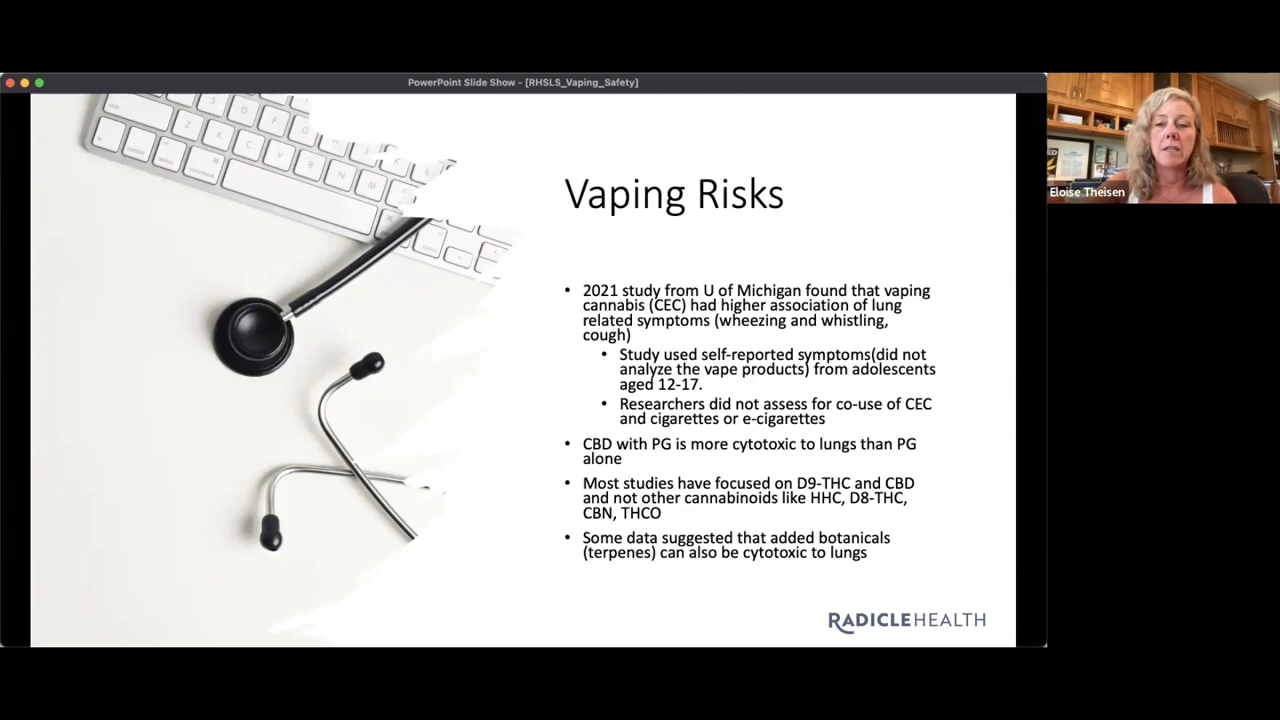 PowerPoint Slide Show - [RHSLS_Vaping_Safety]
Vaping Risks
• 2021 study from U of Michigan found that vaping
cannabis (CEC) had higher association of lung
related symptoms (wheezing and whistling,
cough)
• Study used self-reported symptoms(did not
analyze the vape products) from adolescents
aged 12-17.
• Researchers did not assess for co-use of CEC
and cigarettes or e-cigarettes
• CBD with PG is more cytotoxic to lungs than PG
alone
• Most studies have focused on D9-THC and CBD
and not other cannabinoids like HHC, D8-THC,
CBN, THCO
• Some data suggested that added botanicals
(terpenes) can also be cytotoxic to lungs
RADICLEHEALTH
Eloise Theisen